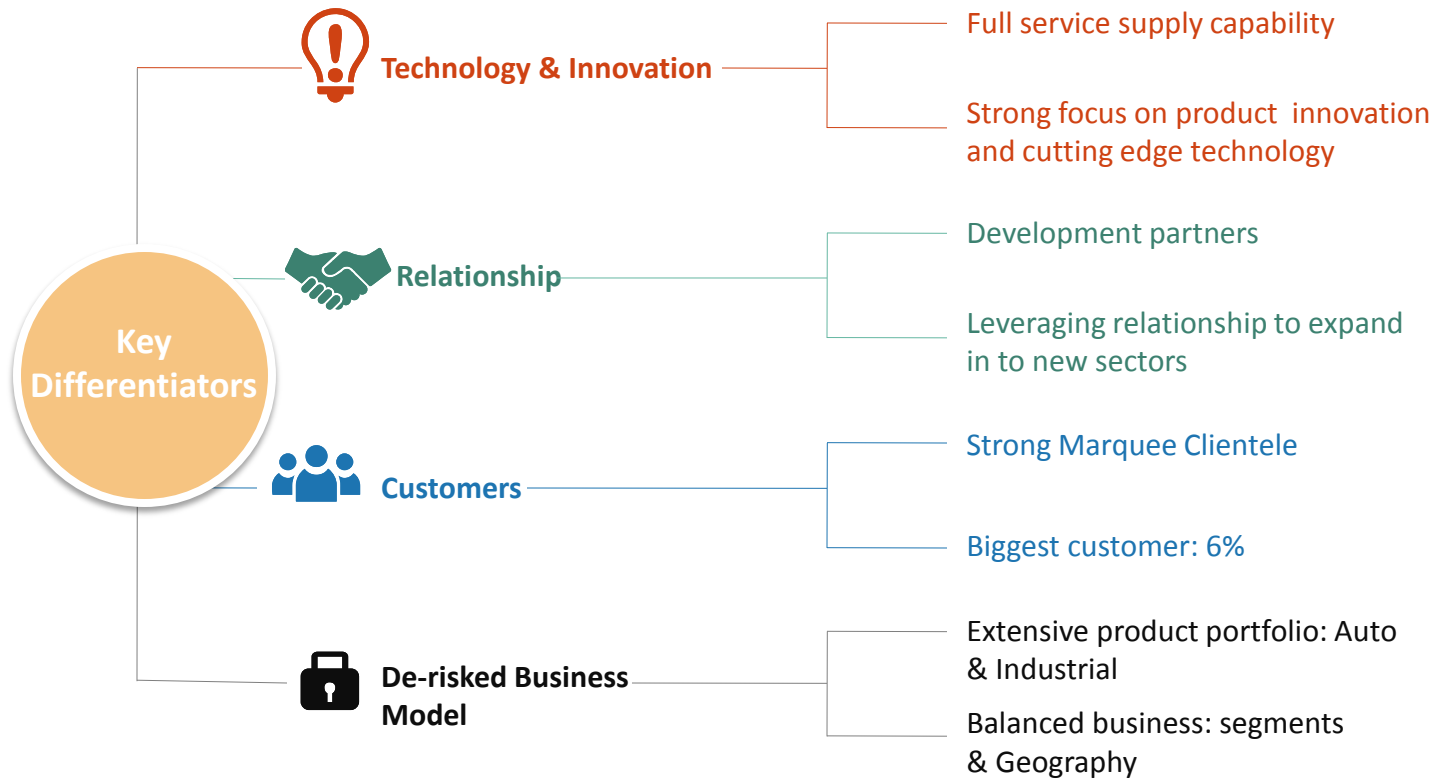 Key
Differentiators
Technology & Innovation
Full service supply capability
Strong focus on product innovation
and cutting edge technology
Relationship
Development partners
Leveraging relationship to expand
in to new sectors
Customers
Strong Marquee Clientele
Biggest customer: 6%
De-risked Business
Model
Extensive product portfolio: Auto
& Industrial
Balanced business: segments
& Geography